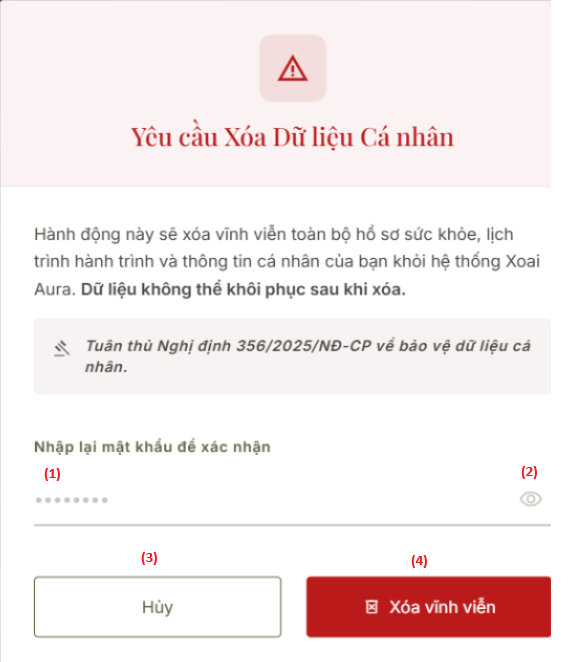 Yêu cầu Xóa Dữ liệu Cá nhân
Hành động này sẽ xóa vĩnh viễn toàn bộ hồ sơ sức khỏe, lịch
trình hành trình và thông tin cá nhân của bạn khỏi hệ thống Xoai
Aura. Dữ liệu không thể khôi phục sau khi xóa.
Tuân thủ Nghị định 356/2025/NĐ-CP về bảo vệ dữ liệu cá
nhân.
Nhập lại mật khẩu để xác nhận
(1)
(2)
••••••••
(3)
(4)
Hủy
Xóa vĩnh viễn